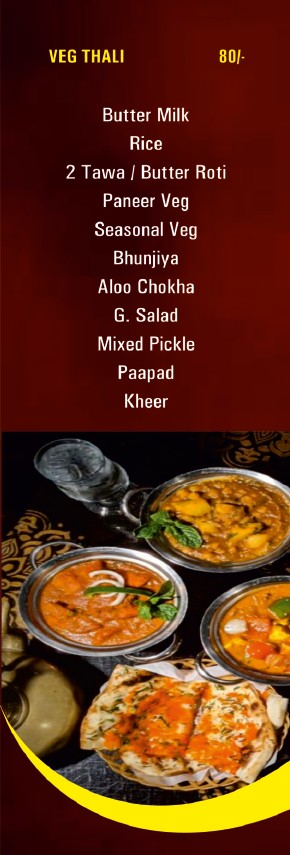 VEG THALI 80/-
Butter Milk
Rice
2 Tawa / Butter Roti
Paneer Veg
Seasonal Veg
Bhunjiya
Aloo Chokha
G. Salad
Mixed Pickle
Paapad
Kheer